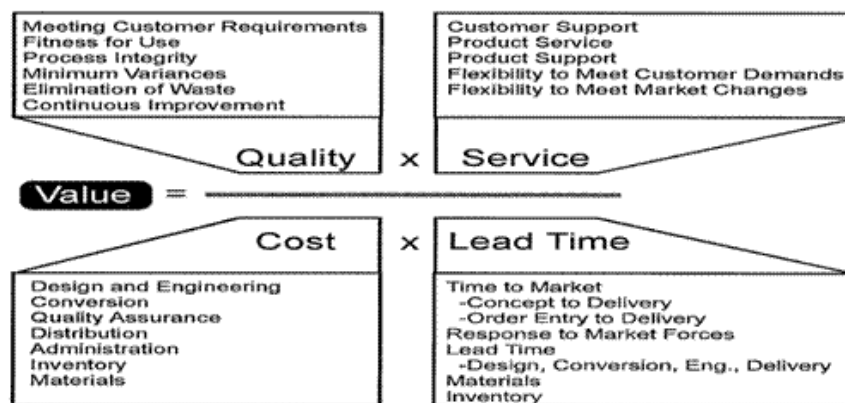 Meeting Customer Requirements
Fitness for Use
Process Integrity
Minimum Variances
Elimination of Waste
Continuous Improvement
Customer Support
Product Service
Product Support
Flexibility to Meet Customer Demands
Flexibility to Meet Market Changes
Quality x Service
Value =
Cost x Lead Time
Design and Engineering
Conversion
Quality Assurance
Distribution
Administration
Inventory
Materials
Time to Market
-Concept to Delivery
-Order Entry to Delivery
Response to Market Forces
Lead Time
-Design, Conversion, Eng., Delivery
Materials
Inventory